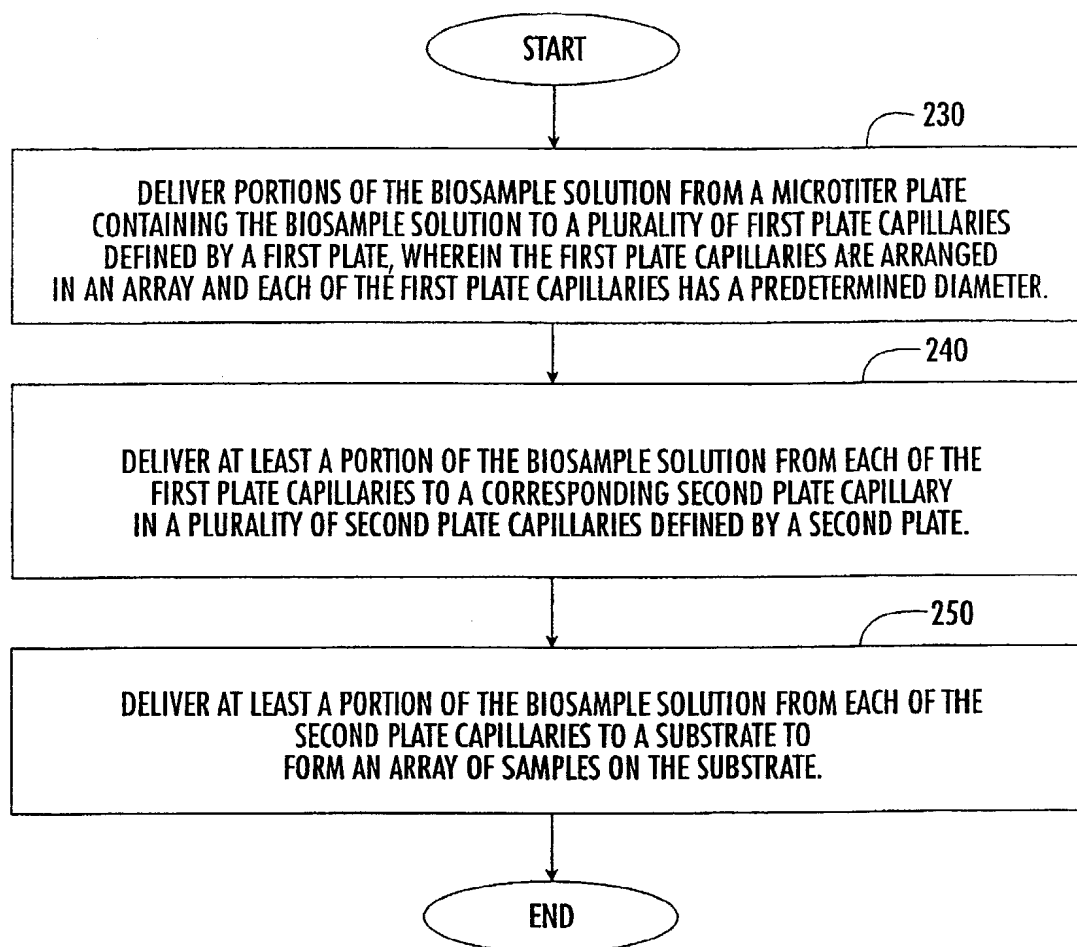 START
230
DELIVER PORTIONS OF THE BIOSAMPLE SOLUTION FROM A MICROTITER PLATE
CONTAINING THE BIOSAMPLE SOLUTION TO A PLURALITY OF FIRST PLATE CAPILLARIES
DEFINED BY A FIRST PLATE, WHEREIN THE FIRST PLATE CAPILLARIES ARE ARRANGED
IN AN ARRAY AND EACH OF THE FIRST PLATE CAPILLARIES HAS A PREDETERMINED DIAMETER.
240
DELIVER AT LEAST A PORTION OF THE BIOSAMPLE SOLUTION FROM EACH OF THE
FIRST PLATE CAPILLARIES TO A CORRESPONDING SECOND PLATE CAPILLARY
IN A PLURALITY OF SECOND PLATE CAPILLARIES DEFINED BY A SECOND PLATE.
250
DELIVER AT LEAST A PORTION OF THE BIOSAMPLE SOLUTION FROM EACH OF THE
SECOND PLATE CAPILLARIES TO A SUBSTRATE TO
FORM AN ARRAY OF SAMPLES ON THE SUBSTRATE.
END